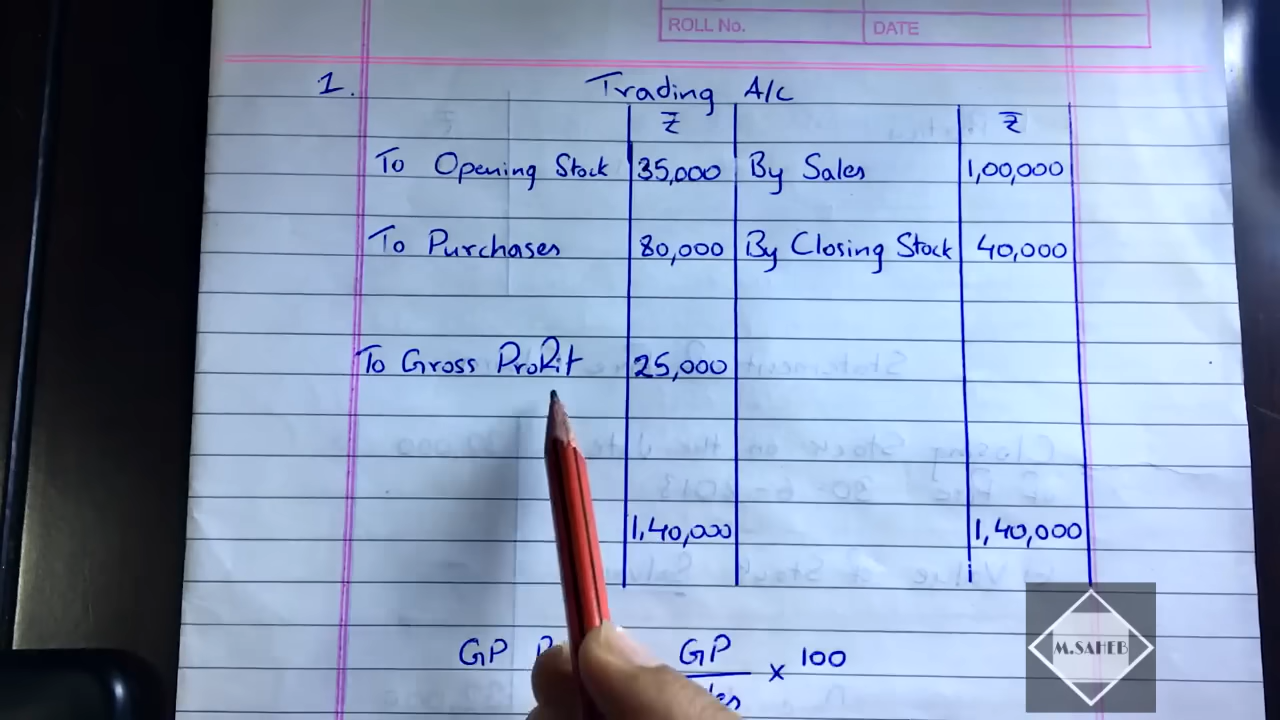 ROLL No. DATE
1. Trading A/C
₹ ₹
To Opening Stock 35,000 By Sales 1,00,000
To Purchases 80,000 By Closing Stock 40,000
To Gross Profit 25,000
1,40,000 1,40,000
GP GP × 100
M.SAHEB